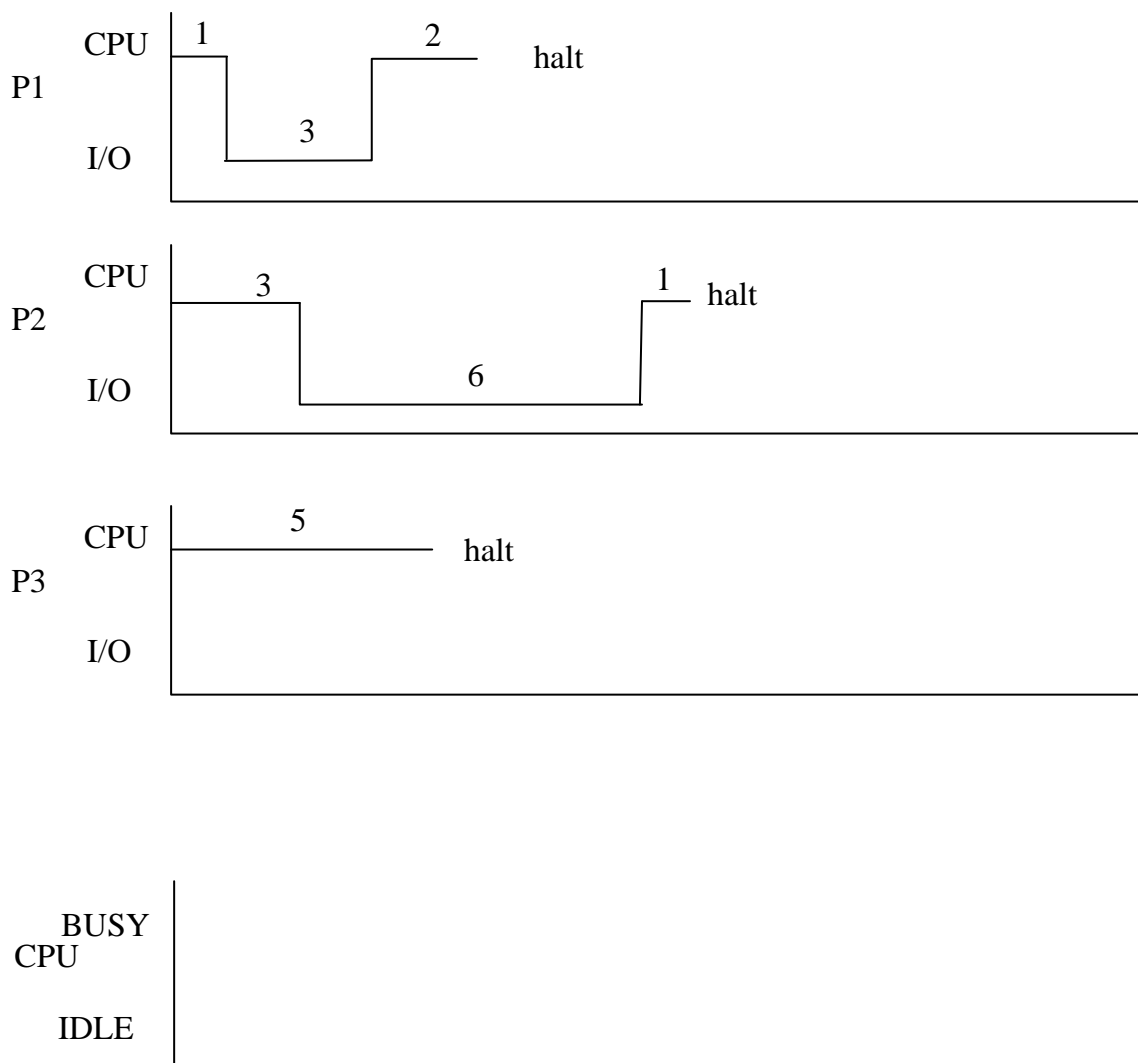 CPU 1 2 halt
P1
3
I/O
CPU 3 1 halt
P2
6
I/O
CPU 5 halt
P3
I/O
BUSY
CPU
IDLE